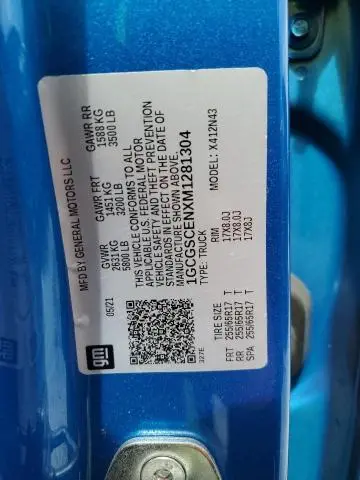 MFD BY GENERAL MOTORS LLC
05/21
GVWR
2631 KG
5800 LB
GAWR FRT
1451 KG
3200 LB
GAWR RR
1588 KG
3500 LB
THIS VEHICLE CONFORMS TO ALL
APPLICABLE U.S. FEDERAL MOTOR
VEHICLE SAFETY AND THEFT PREVENTION
STANDARDS IN EFFECT ON THE DATE OF
MANUFACTURE SHOWN ABOVE.
1GCGSCENXM1281304
TYPE: TRUCK
MODEL: X412N43
TIRE SIZE
RIM
FRT 255/65R17 T 17X8.0J
RR 255/65R17 T 17X8.0J
SPA 255/65R17 T 17X8J
gm
327E